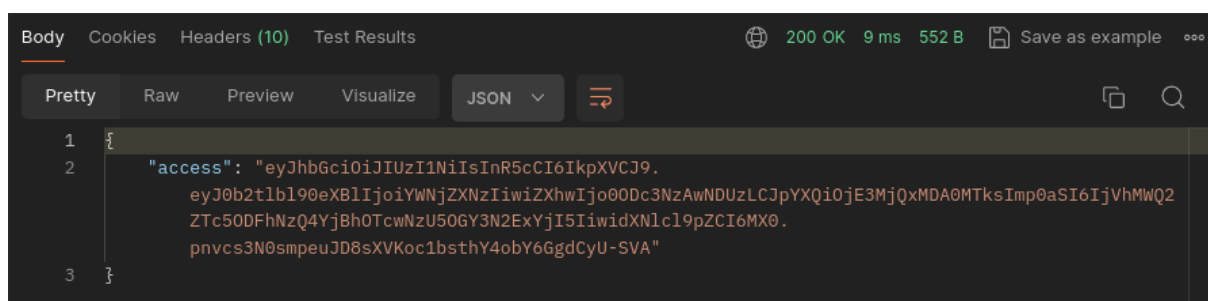 Body Cookies Headers (10) Test Results 200 OK 9 ms 552 B Save as example
Pretty Raw Preview Visualize JSON
1 {
2 "access": "eyJhbGciOiJIUzI1NiIsInR5cCI6IkpXVCJ9.
eyJ0b2tlbl90eXBlIjoiYWNjZXNzIiwiZXhwIjo0ODc3NzAwNDUzLCJpYXQiOjE3MjQxMDA0MTksImp0aSI6IjVhMWQ2
ZTc5ODFhNzQ4YjBhOTcwNzU5OGY3N2ExYjI5IiwidXNlcl9pZCI6MX0.
pnvcs3N0smpeuJD8sXVKoc1bsthY4obY6GgdCyU-SVA"
3 }